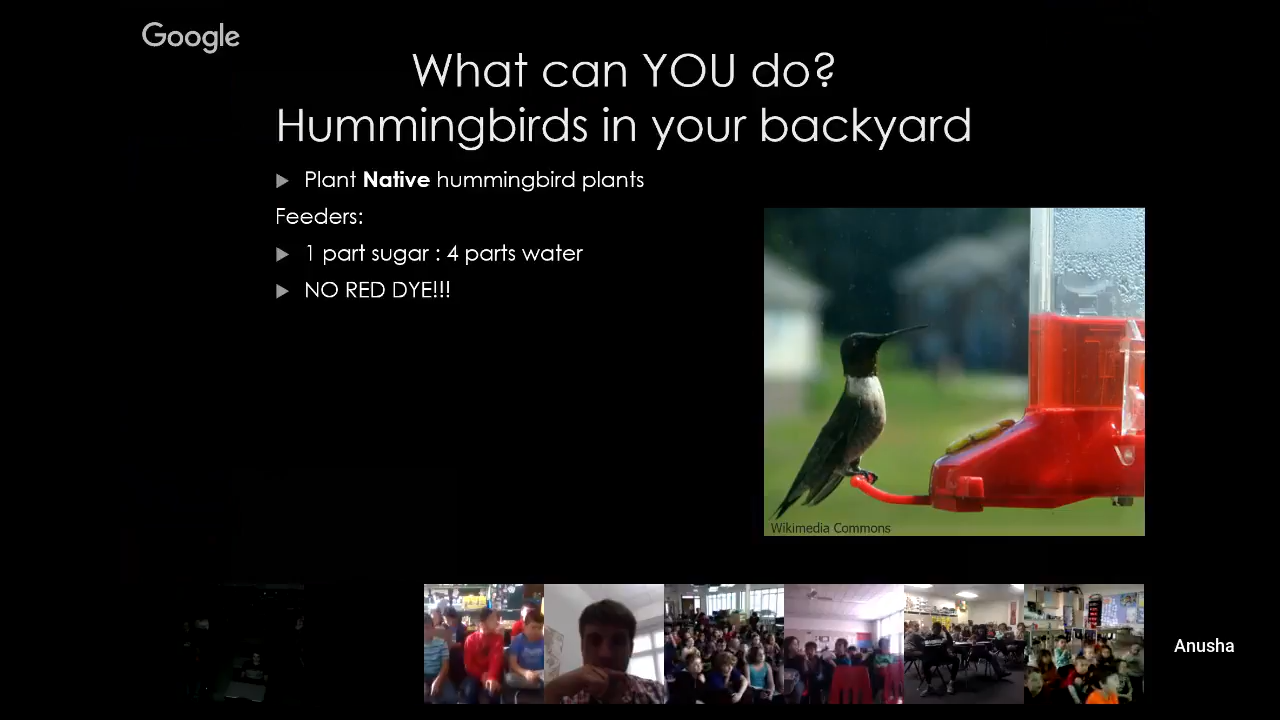 Google
What can YOU do?
Hummingbirds in your backyard
Plant Native hummingbird plants
Feeders:
1 part sugar : 4 parts water
NO RED DYE!!!
Wikimedia Commons
Anusha